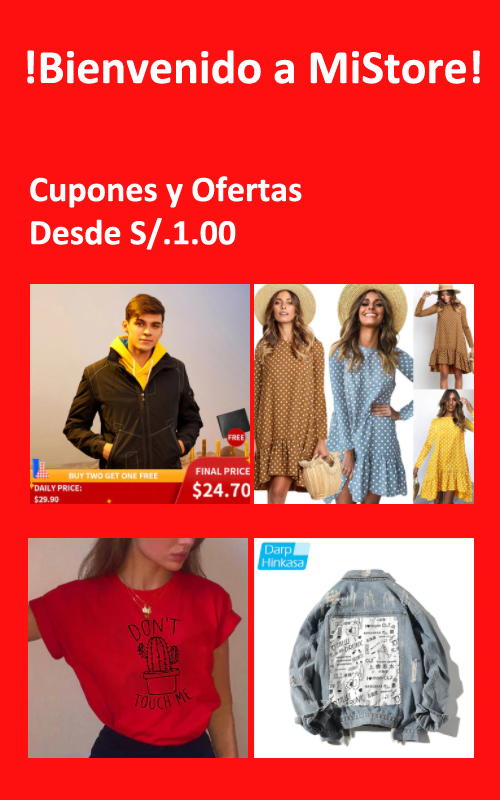 !Bienvenido a MiStore!
Cupones y Ofertas
Desde S/.1.00
FREE
BUY TWO GET ONE FREE
DAILY PRICE:
$29.90
FINAL PRICE
$24.70
DON'T
TOUCH ME
Darp
Hinkasa